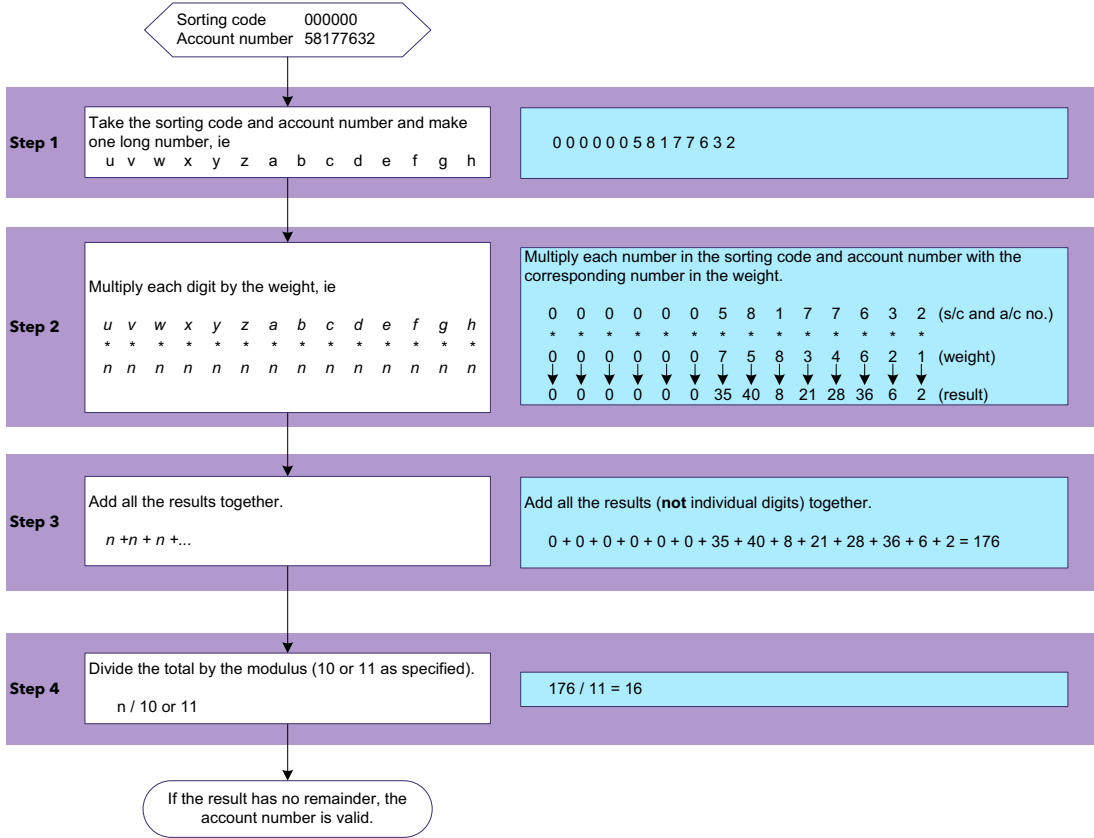 Sorting code 000000
Account number 58177632
Step 1
Take the sorting code and account number and make
one long number, ie
u v w x y z a b c d e f g h
0 0 0 0 0 0 5 8 1 7 7 6 3 2
Step 2
Multiply each digit by the weight, ie
u v w x y z a b c d e f g h
* * * * * * * * * * * * * *
n n n n n n n n n n n n n n
Multiply each number in the sorting code and account number with the
corresponding number in the weight.
0 0 0 0 0 0 5 8 1 7 7 6 3 2 (s/c and a/c no.)
* * * * * * * * * * * * * *
0 0 0 0 0 0 7 5 8 3 4 6 2 1 (weight)
0 0 0 0 0 0 35 40 8 21 28 36 6 2 (result)
Step 3
Add all the results together.
n +n + n +...
Add all the results (not individual digits) together.
0 + 0 + 0 + 0 + 0 + 0 + 35 + 40 + 8 + 21 + 28 + 36 + 6 + 2 = 176
Step 4
Divide the total by the modulus (10 or 11 as specified).
n / 10 or 11
176 / 11 = 16
If the result has no remainder, the
account number is valid.